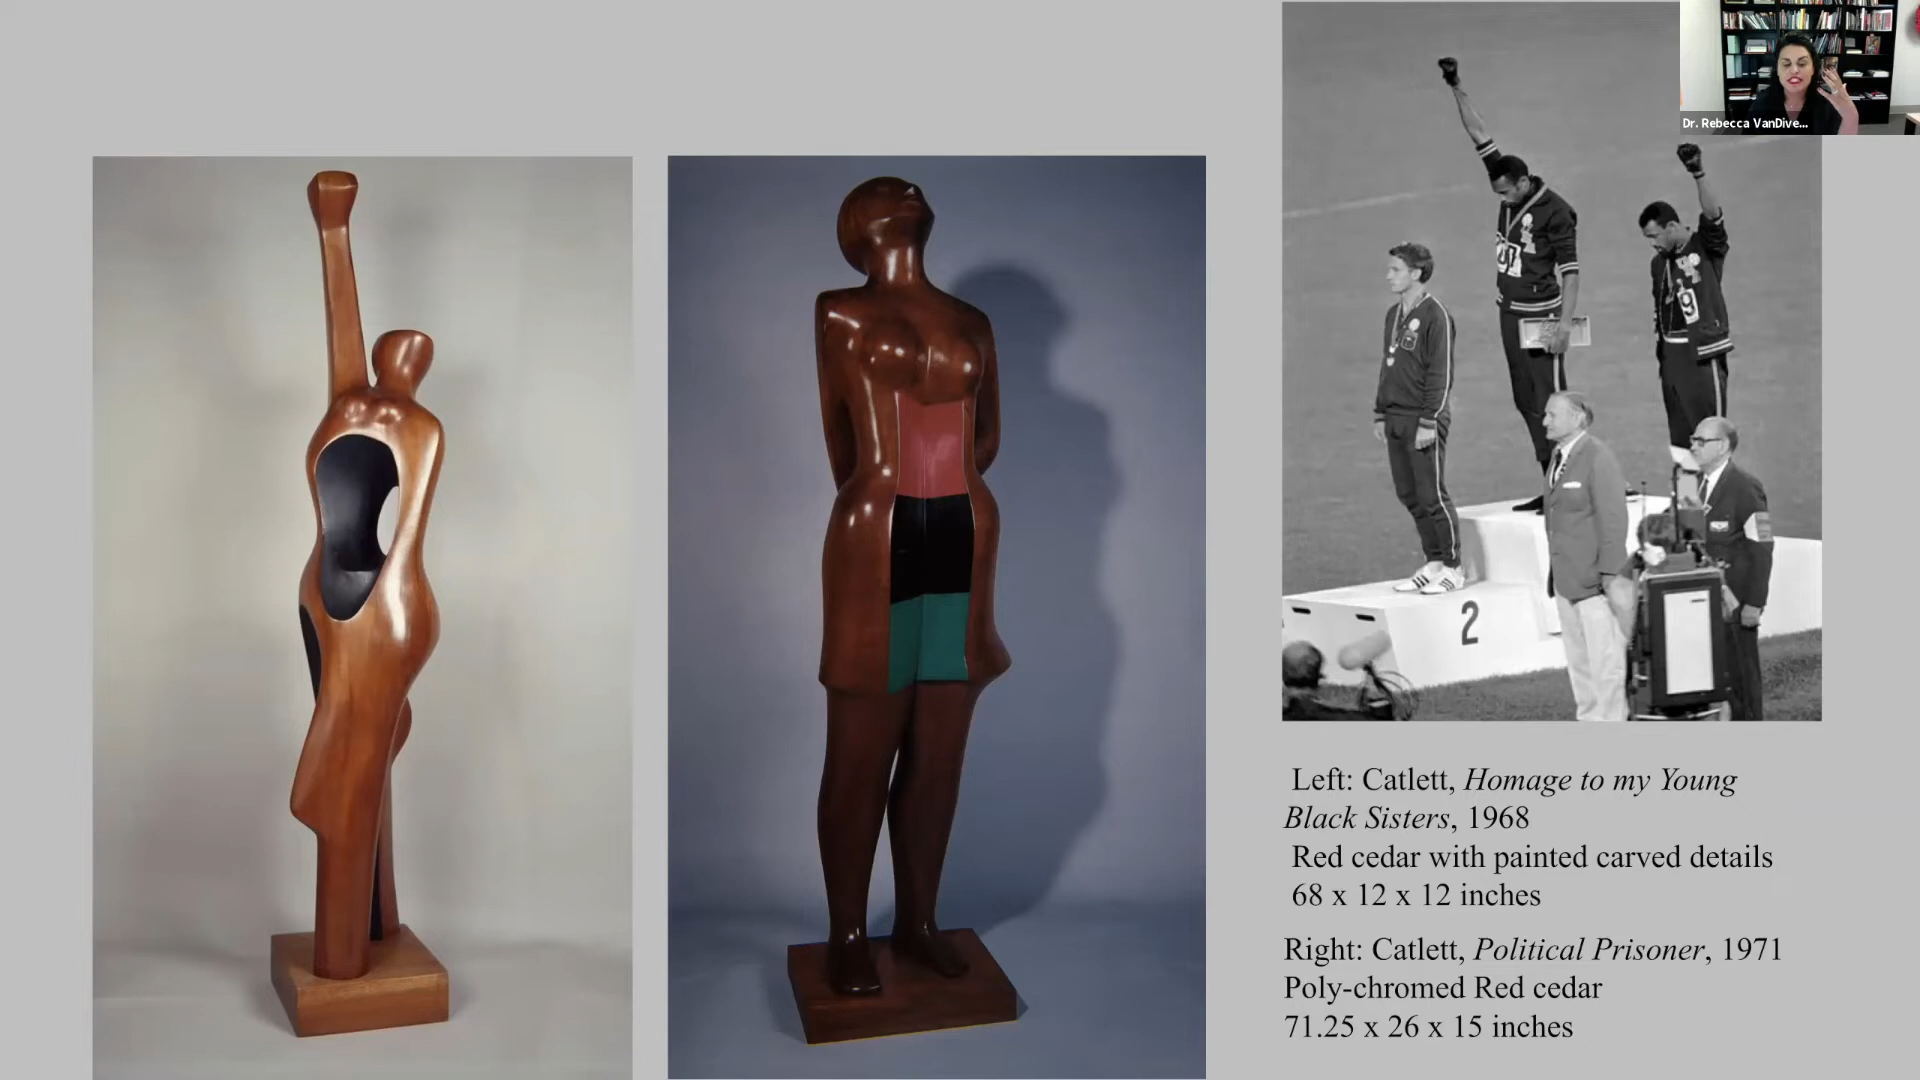 Dr. Rebecca VanDive...
2
Left: Catlett, Homage to my Young
Black Sisters, 1968
Red cedar with painted carved details
68 x 12 x 12 inches
Right: Catlett, Political Prisoner, 1971
Poly-chromed Red cedar
71.25 x 26 x 15 inches